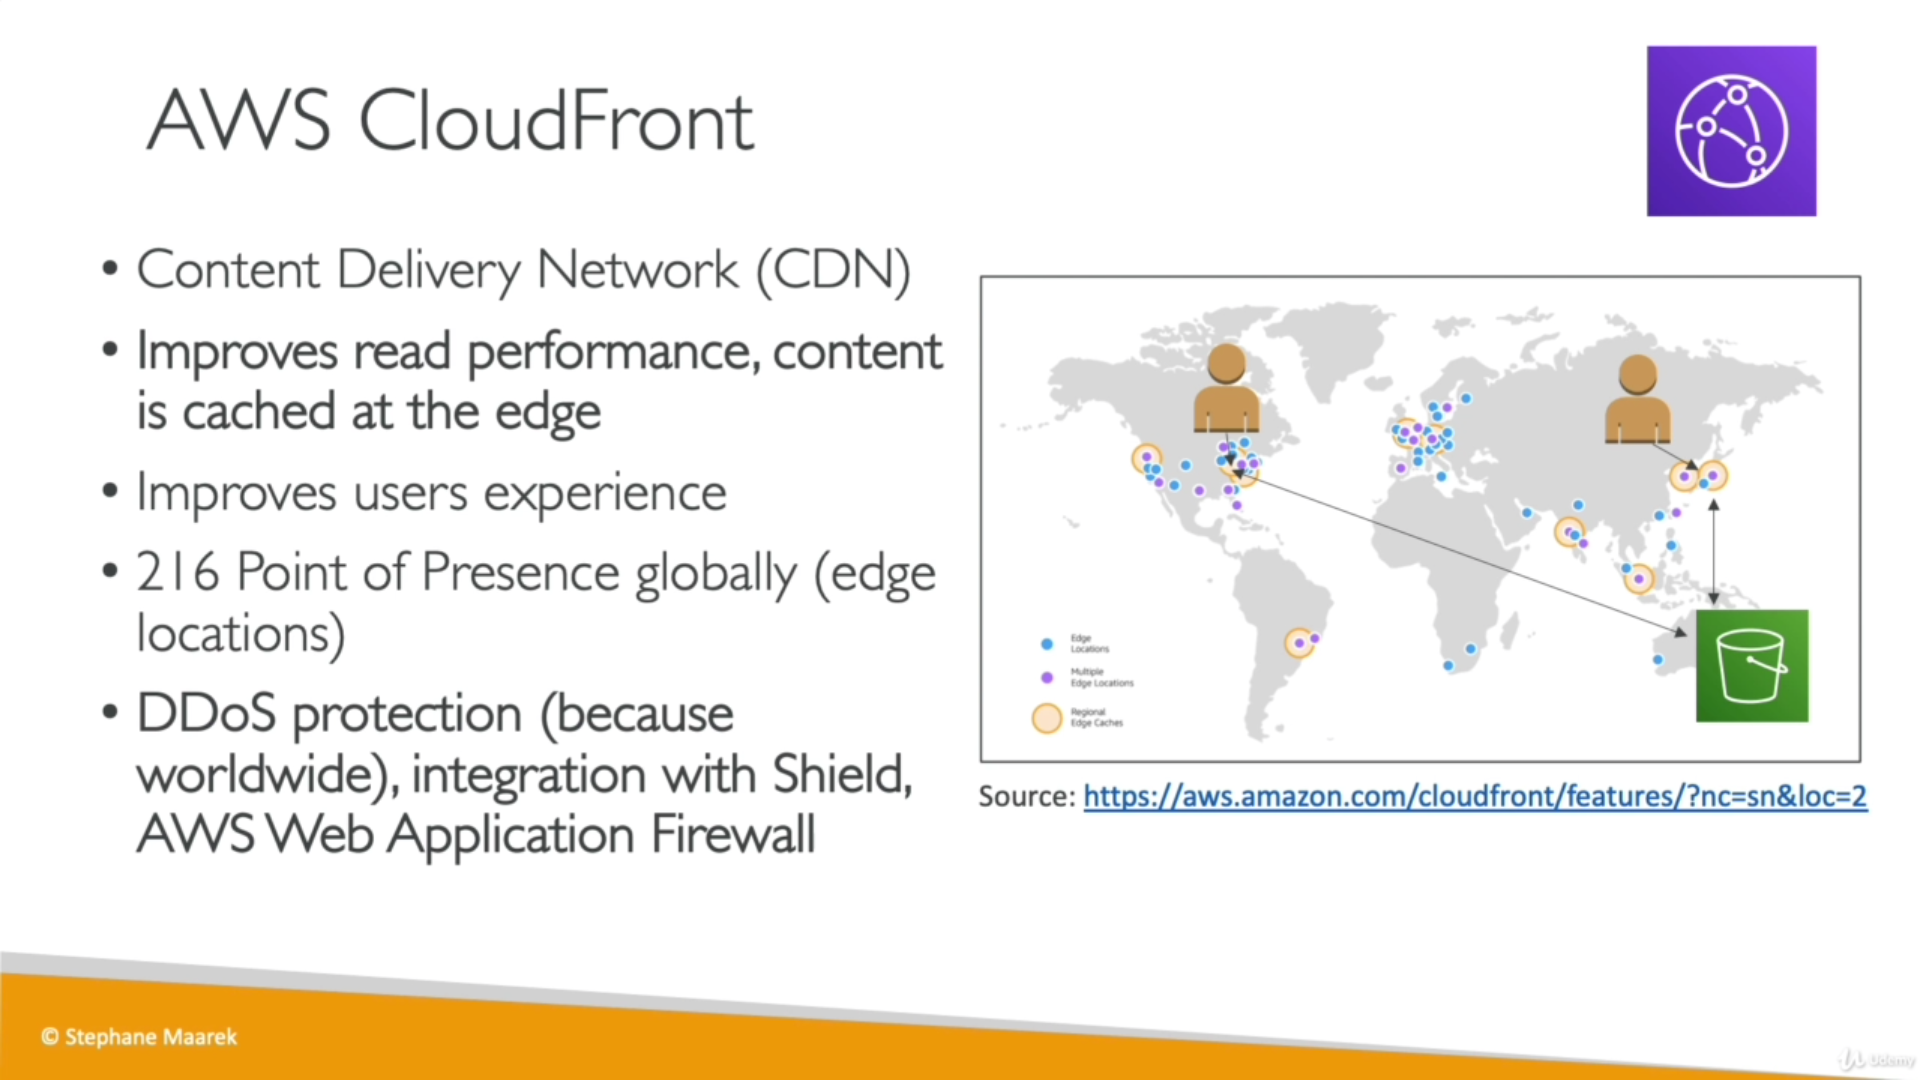 AWS CloudFront
• Content Delivery Network (CDN)
• Improves read performance, content
is cached at the edge
• Improves users experience
• 216 Point of Presence globally (edge
locations)
• DDoS protection (because
worldwide), integration with Shield,
AWS Web Application Firewall
Edge
Locations
Multiple
Edge Locations
Regional
Edge Caches
Source: https://aws.amazon.com/cloudfront/features/?nc=sn&loc=2
© Stephane Maarek
Udemy